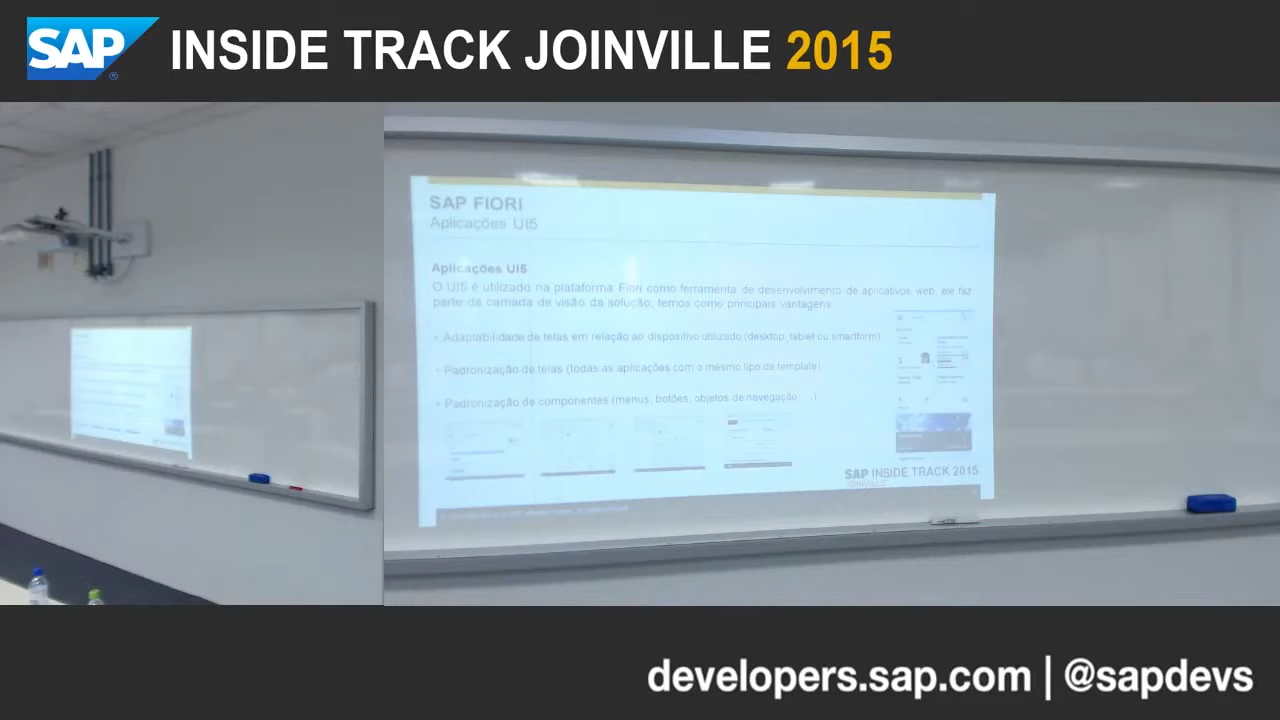 SAP
INSIDE TRACK JOINVILLE 2015
SAP FIORI
Aplicações UI5
Aplicações UI5
O UI5 é utilizado na plataforma Fiori como ferramenta de desenvolvimento de aplicativos web, ele faz
parte da camada de visão da solução, temos como principais vantagens
Adaptabilidade de telas em relação ao dispositivo utilizado (desktop, tablet ou smartform)
Padronização de telas (todas as aplicações com o mesmo tipo de template)
Padronização de componentes (menus, botões, objetos de navegação ...)
SAP INSIDE TRACK 2015
JOINVILLE
developers.sap.com | @sapdevs